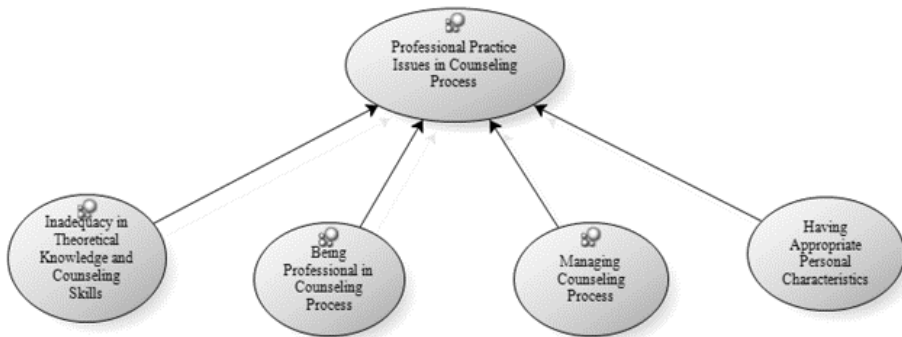 Professional Practice
Issues in Counseling
Process
Inadequacy in
Theoretical
Knowledge and
Counseling
Skills
Being
Professional in
Counseling
Process
Managing
Counseling
Process
Having
Appropriate
Personal
Characteristics